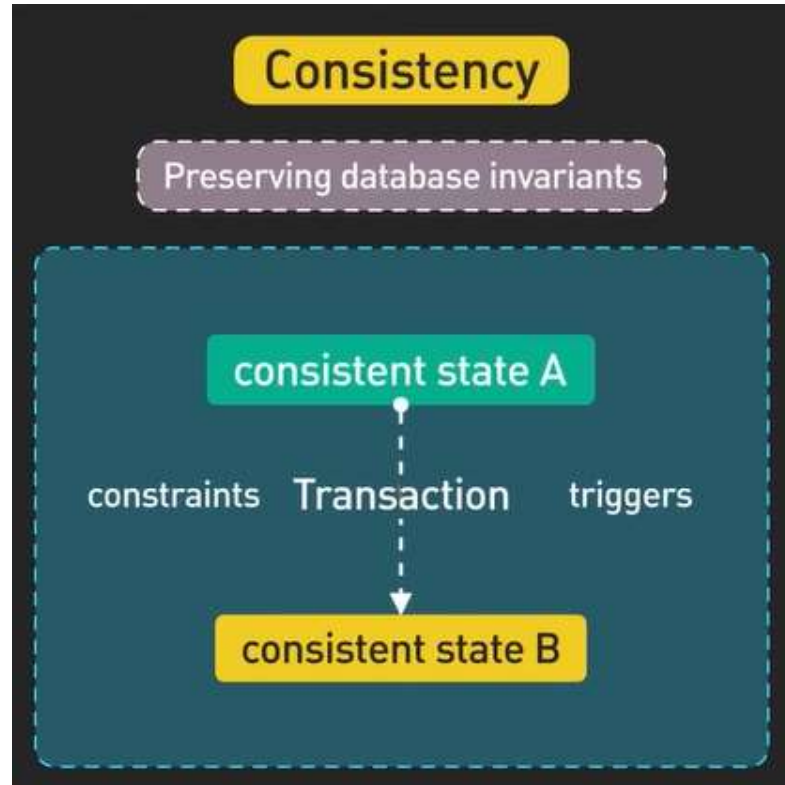 Consistency
Preserving database invariants
consistent state A
constraints Transaction triggers
consistent state B